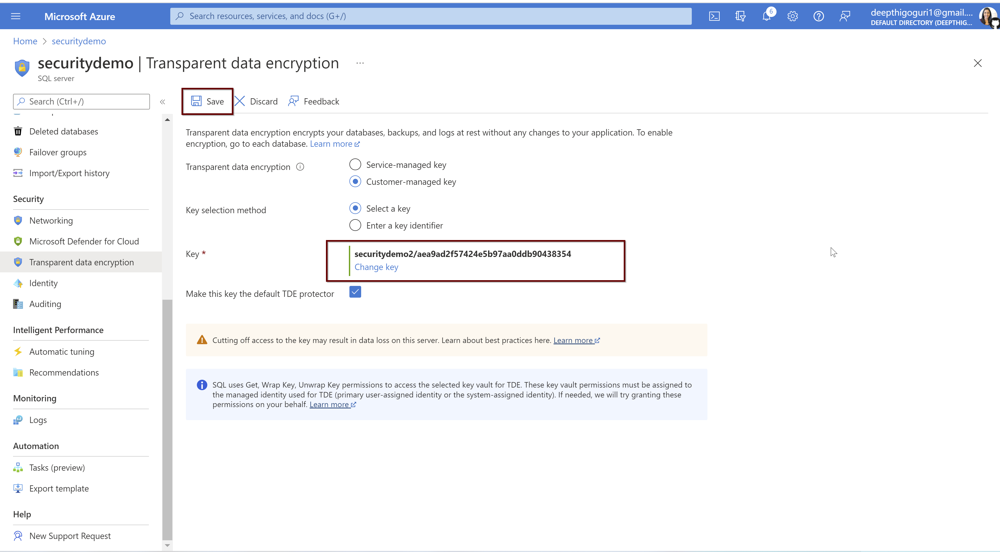 Microsoft Azure
Search resources, services, and docs (G+/)
6
deepthigoguri1@gmail....
DEFAULT DIRECTORY (DEEPTHIG...
Home > securitydemo
securitydemo | Transparent data encryption ...
SQL server
Search (Ctrl+/)
«
Save
Discard
Feedback
Deleted databases
Failover groups
Import/Export history
Security
Networking
Microsoft Defender for Cloud
Transparent data encryption
Identity
Auditing
Intelligent Performance
Automatic tuning
Recommendations
Monitoring
Logs
Automation
Tasks (preview)
Export template
Help
New Support Request
Transparent data encryption encrypts your databases, backups, and logs at rest without any changes to your application. To enable
encryption, go to each database. Learn more
Transparent data encryption
Service-managed key
Customer-managed key
Key selection method
Select a key
Enter a key identifier
Key *
securitydemo2/aea9ad2f57424e5b97aa0ddb90438354
Change key
Make this key the default TDE protector
Cutting off access to the key may result in data loss on this server. Learn about best practices here. Learn more
SQL uses Get, Wrap Key, Unwrap Key permissions to access the selected key vault for TDE. These key vault permissions must be assigned to
the managed identity used for TDE (primary user-assigned identity or the system-assigned identity). If needed, we will try granting these
permissions on your behalf. Learn more